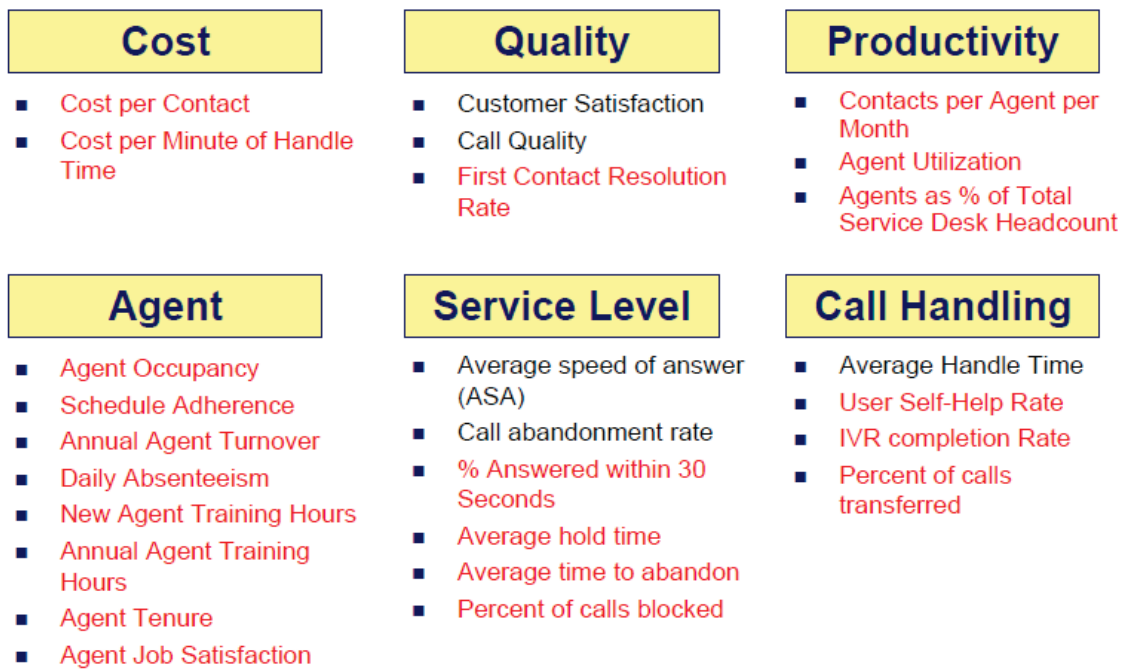 Cost
Cost per Contact
Cost per Minute of Handle
Time
Quality
Customer Satisfaction
Call Quality
First Contact Resolution
Rate
Productivity
Contacts per Agent per
Month
Agent Utilization
Agents as % of Total
Service Desk Headcount
Agent
Agent Occupancy
Schedule Adherence
Annual Agent Turnover
Daily Absenteeism
New Agent Training Hours
Annual Agent Training
Hours
Agent Tenure
Agent Job Satisfaction
Service Level
Average speed of answer
(ASA)
Call abandonment rate
% Answered within 30
Seconds
Average hold time
Average time to abandon
Percent of calls blocked
Call Handling
Average Handle Time
User Self-Help Rate
IVR completion Rate
Percent of calls
transferred